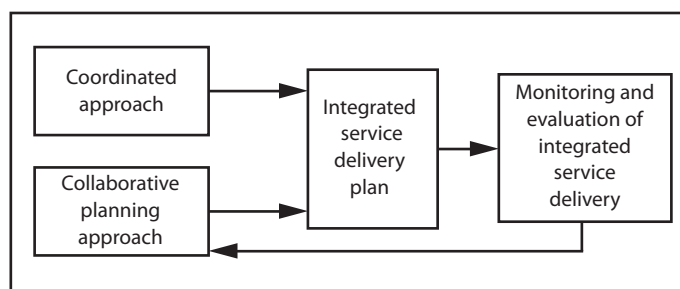 Coordinated
approach
Collaborative
planning
approach
Integrated
service
delivery
plan
Monitoring and
evaluation of
integrated
service
delivery